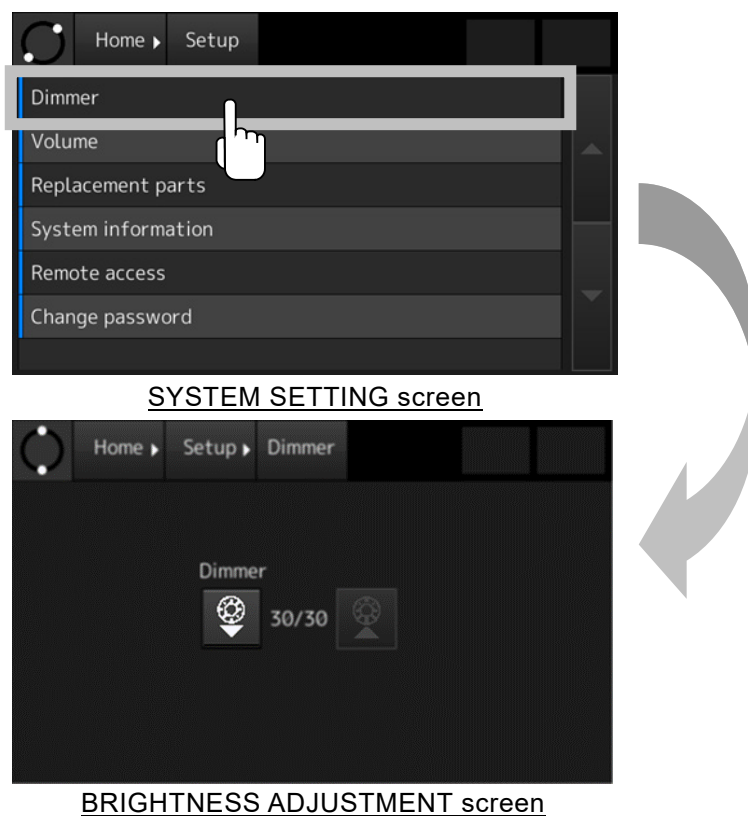 Home Setup
Dimmer
Volume
Replacement parts
System information
Remote access
Change password
SYSTEM SETTING screen
Home Setup Dimmer
Dimmer
30/30
BRIGHTNESS ADJUSTMENT screen